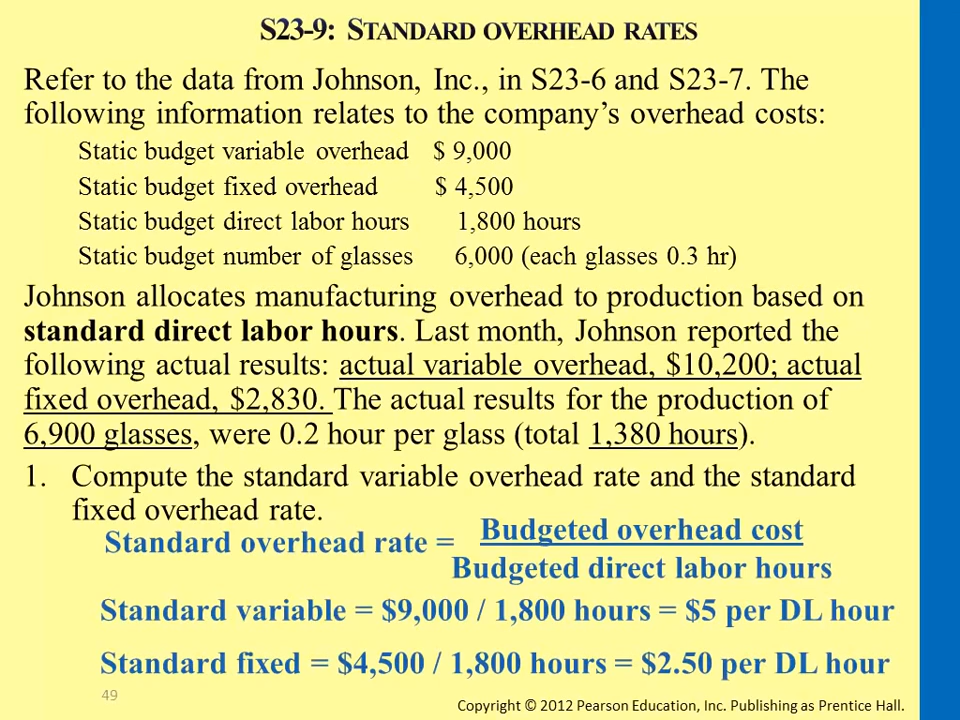 S23-9: STANDARD OVERHEAD RATES
Refer to the data from Johnson, Inc., in S23-6 and S23-7. The
following information relates to the company’s overhead costs:
Static budget variable overhead $ 9,000
Static budget fixed overhead $ 4,500
Static budget direct labor hours 1,800 hours
Static budget number of glasses 6,000 (each glasses 0.3 hr)
Johnson allocates manufacturing overhead to production based on
standard direct labor hours. Last month, Johnson reported the
following actual results: actual variable overhead, $10,200; actual
fixed overhead, $2,830. The actual results for the production of
6,900 glasses, were 0.2 hour per glass (total 1,380 hours).
1. Compute the standard variable overhead rate and the standard
fixed overhead rate.
Standard overhead rate = Budgeted overhead cost
Budgeted direct labor hours
Standard variable = $9,000 / 1,800 hours = $5 per DL hour
Standard fixed = $4,500 / 1,800 hours = $2.50 per DL hour
49
Copyright © 2012 Pearson Education, Inc. Publishing as Prentice Hall.